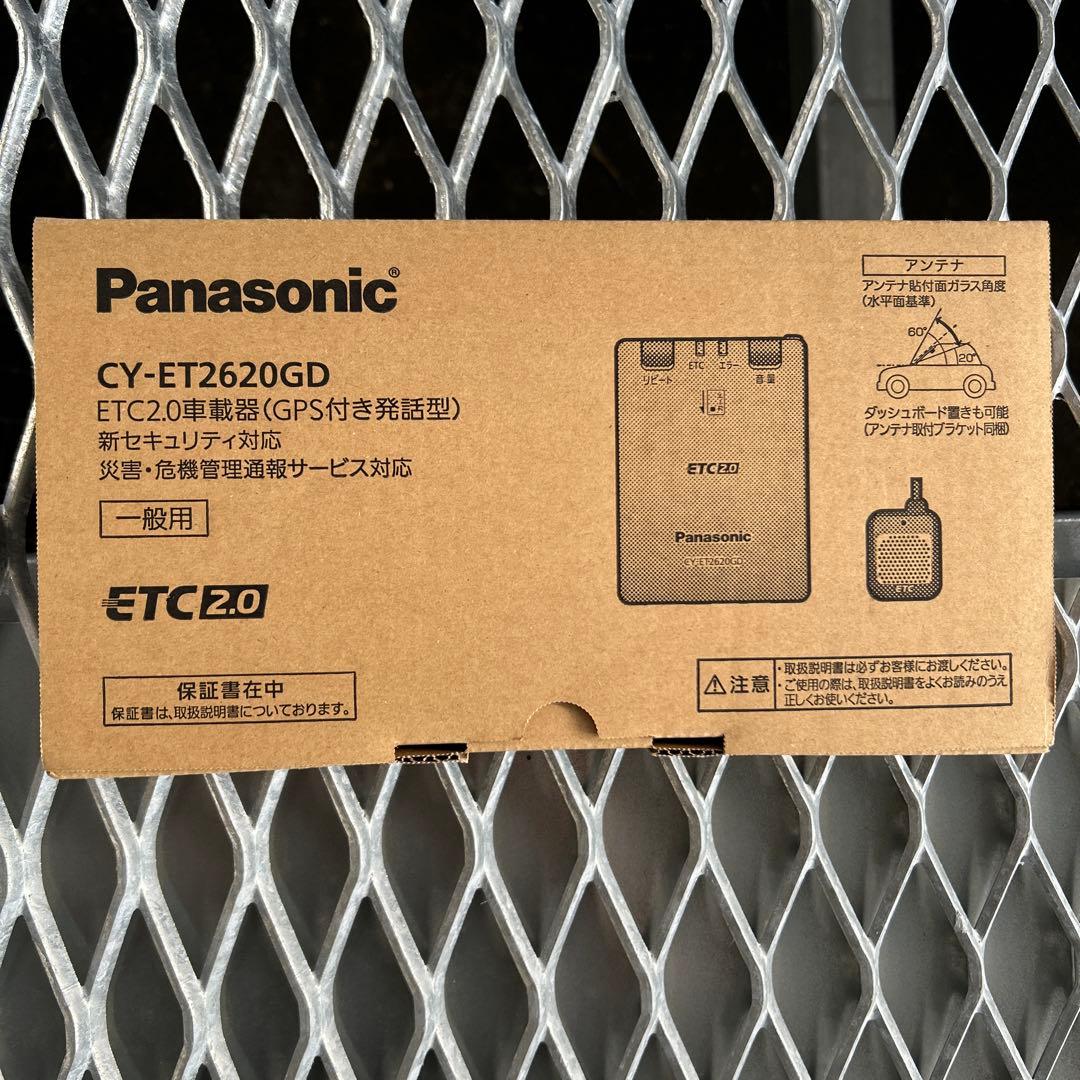 Panasonic®
CY-ET2620GD
ETC2.0車載器(GPS付き発話型)
新セキュリティ対応
災害・危機管理通報サービス対応
一般用
ETC2.0
保証書在中
保証書は、取扱説明書についております。
リピート
ETC
エラー
音量
ETC2.0
Panasonic
CY-ET2620GD
アンテナ
アンテナ貼付面ガラス角度
(水平面基準)
60°
20°
ダッシュボード置きも可能
(アンテナ取付ブラケット同梱)
ETC
注意
・取扱説明書は必ずお客様にお渡しください。
・ご使用の際は、取扱説明書をよくお読みのうえ
正しくお使いください。